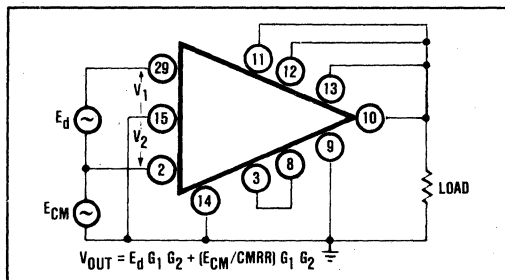 11
12
13
29
V1
15
10
Ed
V2
9
2
3
8
LOAD
ECM
14
VOUT = Ed G1 G2 + (ECM/CMRR) G1 G2